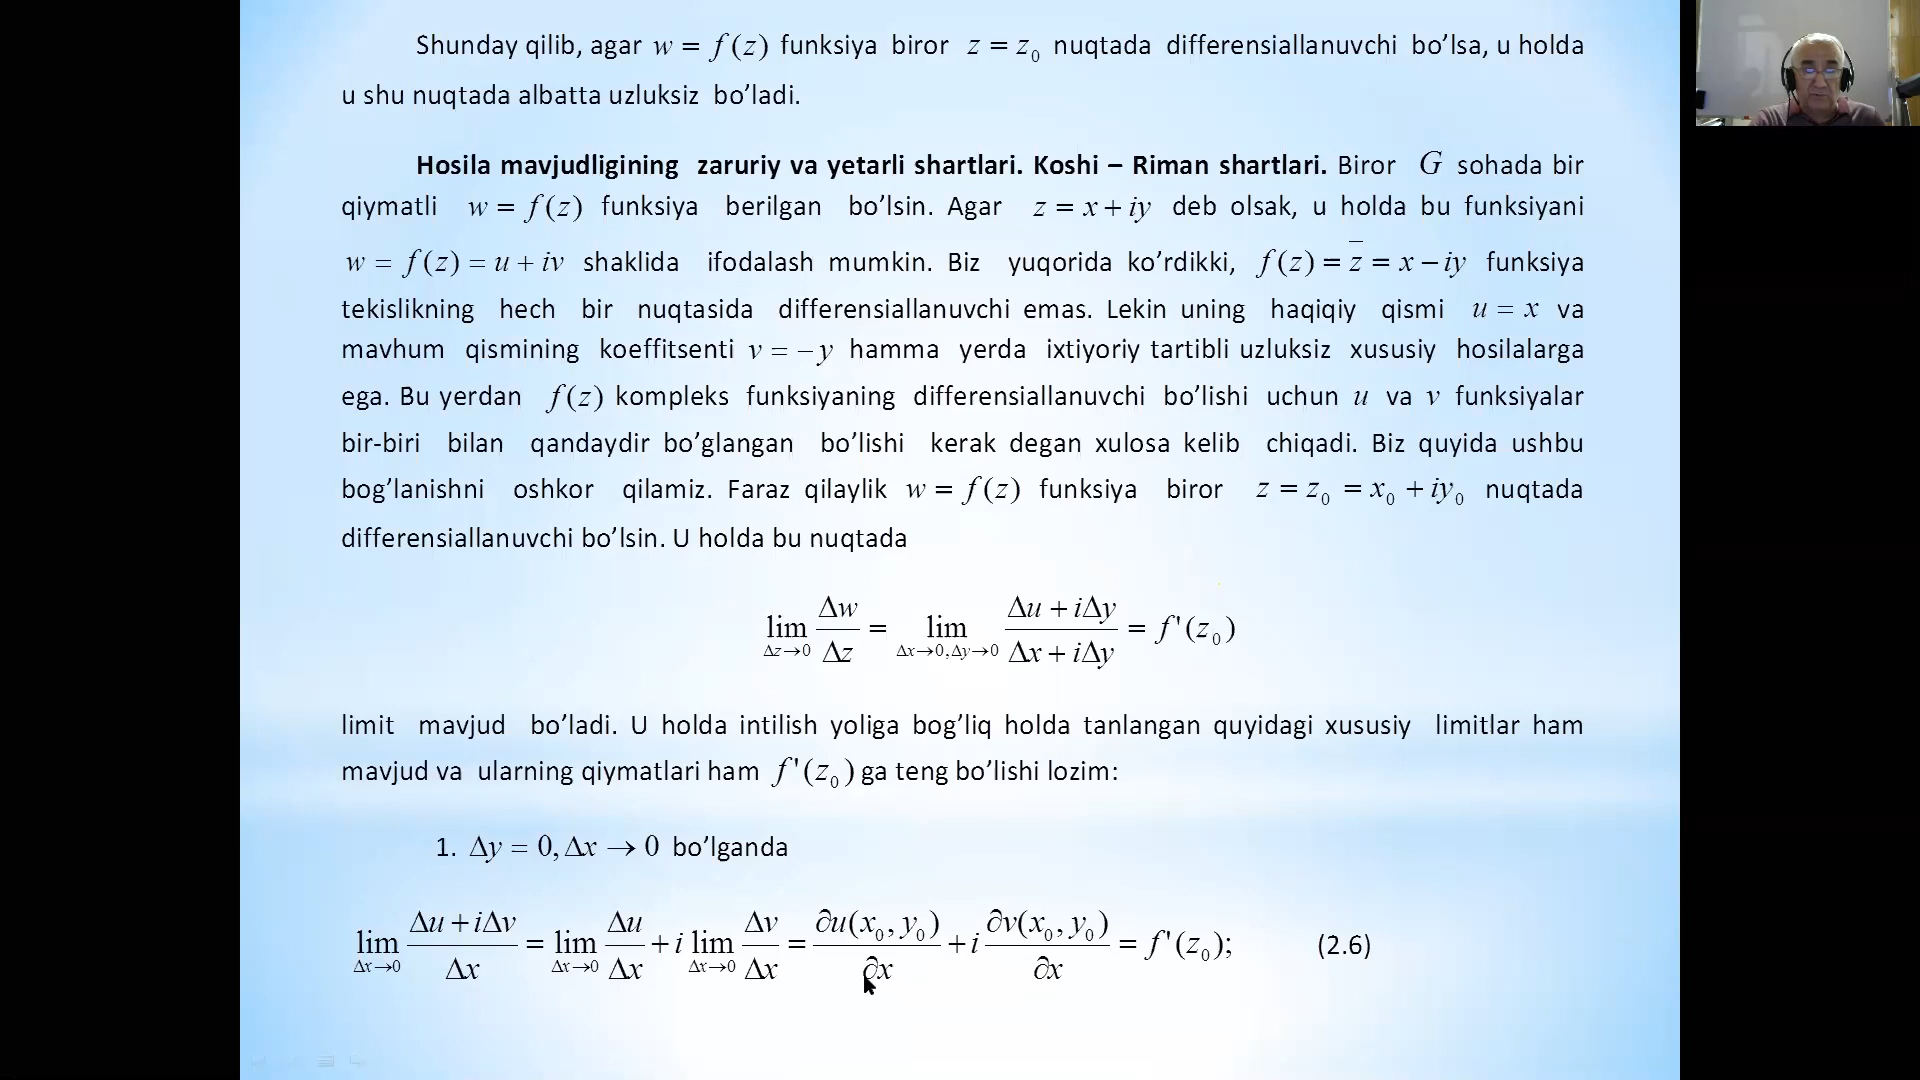 Shunday qilib, agar w = f(z) funksiya biror z = z₀ nuqtada differensiallanuvchi bo’lsa, u holda
u shu nuqtada albatta uzluksiz bo’ladi.
Hosila mavjudligining zaruriy va yetarli shartlari. Koshi – Riman shartlari. Biror G sohada bir
qiymatli w = f(z) funksiya berilgan bo’lsin. Agar z = x + iy deb olsak, u holda bu funksiyani
w = f(z) = u + iv shaklida ifodalash mumkin. Biz yuqorida ko’rdikki, f(z) = z̅ = x − iy funksiya
tekislikning hech bir nuqtasida differensiallanuvchi emas. Lekin uning haqiqiy qismi u = x va
mavhum qismining koeffitsenti v = −y hamma yerda ixtiyoriy tartibli uzluksiz xususiy hosilalarga
ega. Bu yerdan f(z) kompleks funksiyaning differensiallanuvchi bo’lishi uchun u va v funksiyalar
bir-biri bilan qandaydir bo’glangan bo’lishi kerak degan xulosa kelib chiqadi. Biz quyida ushbu
bog’lanishni oshkor qilamiz. Faraz qilaylik w = f(z) funksiya biror z = z₀ = x₀ + iy₀ nuqtada
differensiallanuvchi bo’lsin. U holda bu nuqtada
lim_{Δz→0} Δw/Δz = lim_{Δx→0,Δy→0} (Δu + iΔy)/(Δx + iΔy) = f'(z₀)
limit mavjud bo’ladi. U holda intilish yoliga bog’liq holda tanlangan quyidagi xususiy limitlar ham
mavjud va ularning qiymatlari ham f'(z₀) ga teng bo’lishi lozim:
1. Δy = 0, Δx → 0 bo’lganda
lim_{Δx→0} (Δu + iΔv)/Δx = lim_{Δx→0} Δu/Δx + i lim_{Δx→0} Δv/Δx = ∂u(x₀, y₀)/∂x + i ∂v(x₀, y₀)/∂x = f'(z₀); (2.6)